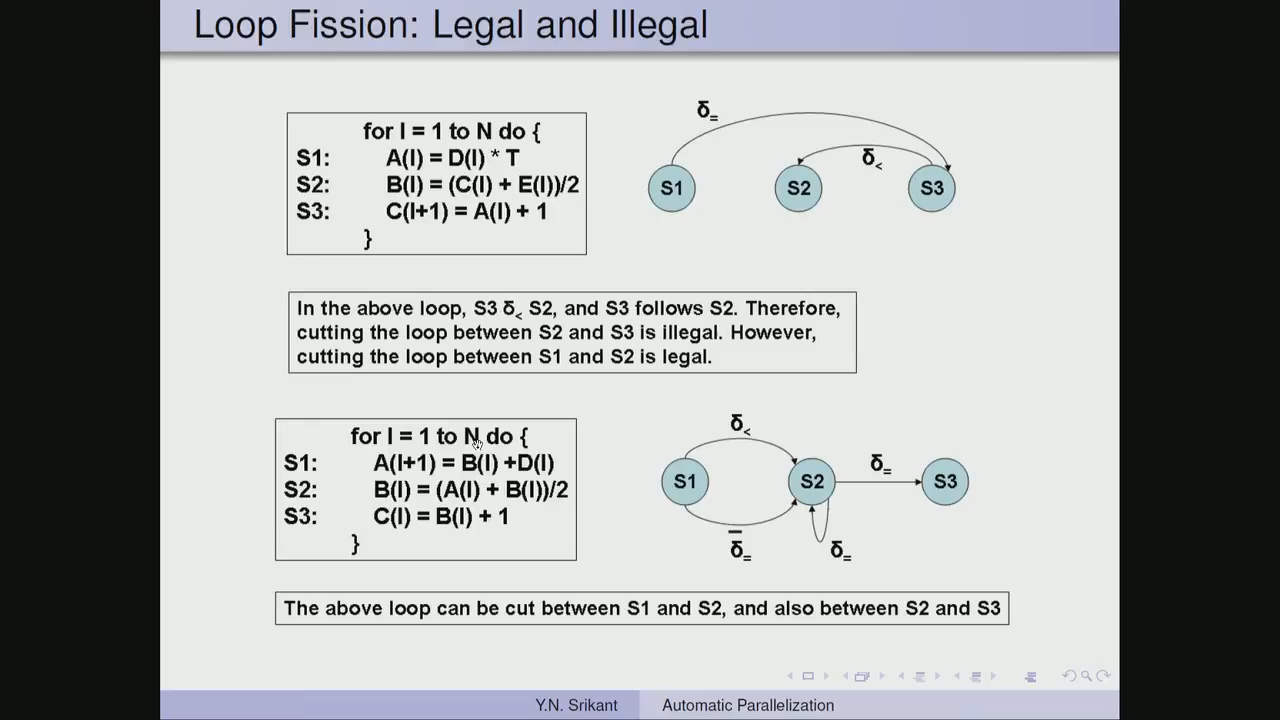 Loop Fission: Legal and Illegal
for I = 1 to N do {
S1: A(I) = D(I) * T
S2: B(I) = (C(I) + E(I))/2
S3: C(I+1) = A(I) + 1
}
δ=
δ<
S1 S2 S3
In the above loop, S3 δ< S2, and S3 follows S2. Therefore,
cutting the loop between S2 and S3 is illegal. However,
cutting the loop between S1 and S2 is legal.
for I = 1 to N do {
S1: A(I+1) = B(I) +D(I)
S2: B(I) = (A(I) + B(I))/2
S3: C(I) = B(I) + 1
}
δ<
δ=
S1 S2 S3
δ̅= δ=
The above loop can be cut between S1 and S2, and also between S2 and S3
Y.N. Srikant Automatic Parallelization